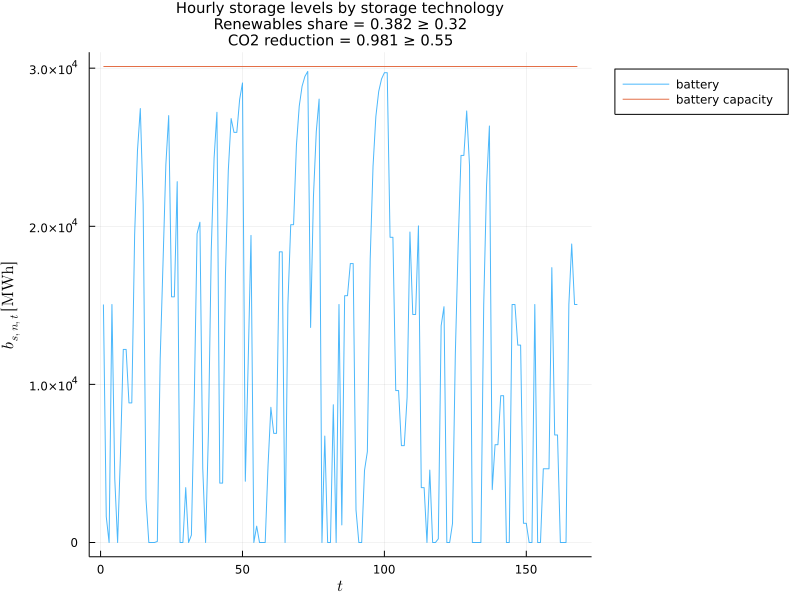 Hourly storage levels by storage technology
Renewables share = 0.382 ≥ 0.32
CO2 reduction = 0.981 ≥ 0.55
battery
battery capacity
3.0×10⁴
2.0×10⁴
1.0×10⁴
0
b_{s,n,t} [MWh]
0 50 100 150
t